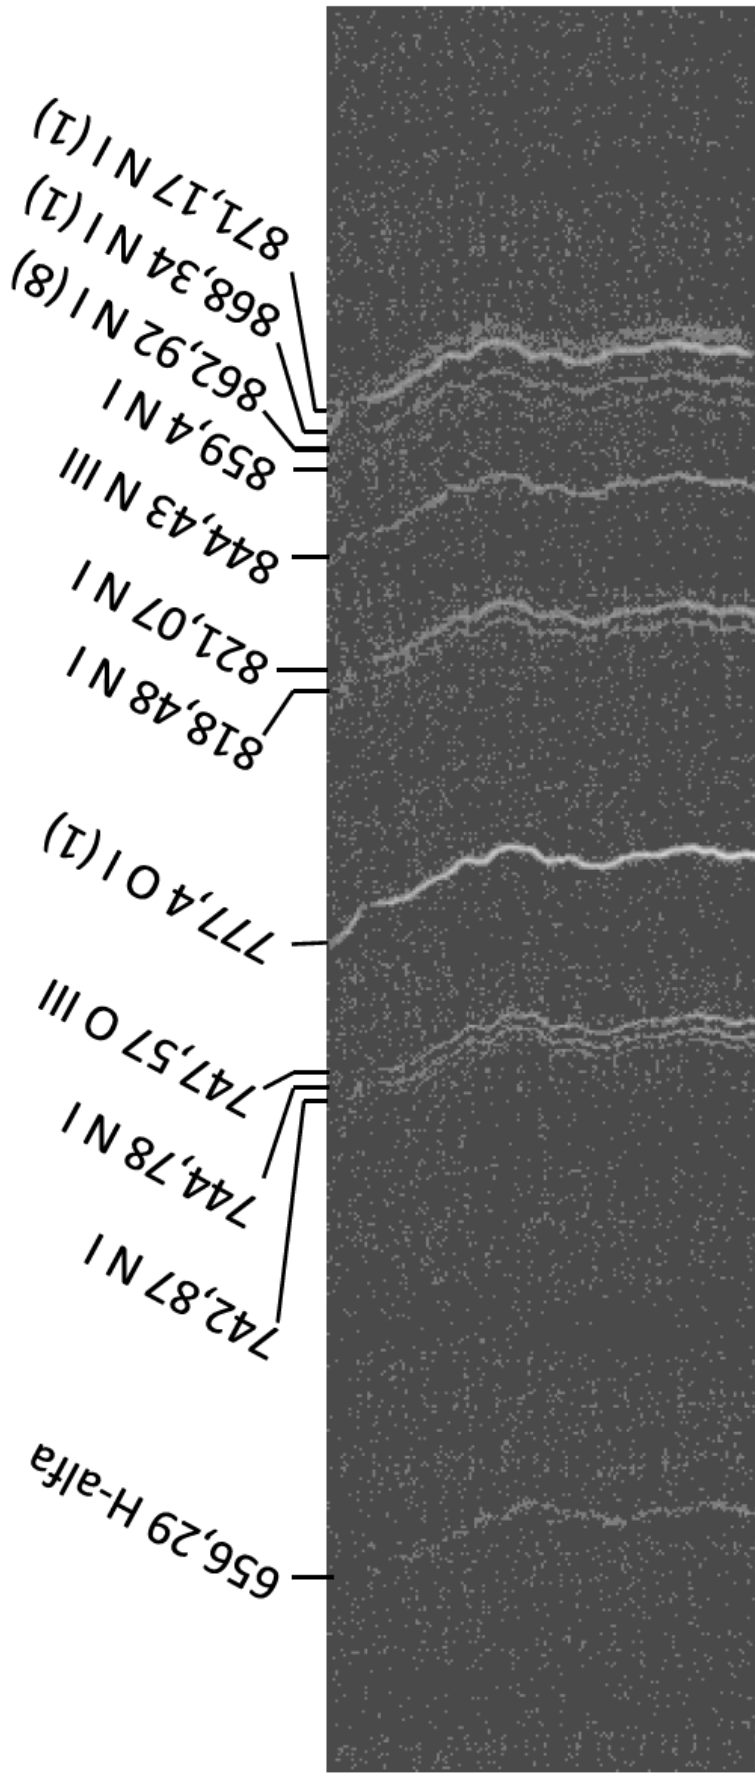 871,17 N I (1)
868,34 N I (1)
862,92 N I (8)
859,4 N I
844,43 N III
821,07 N I
818,48 N I
777,4 O I (1)
747,57 O III
744,78 N I
742,87 N I
656,29 H-alfa